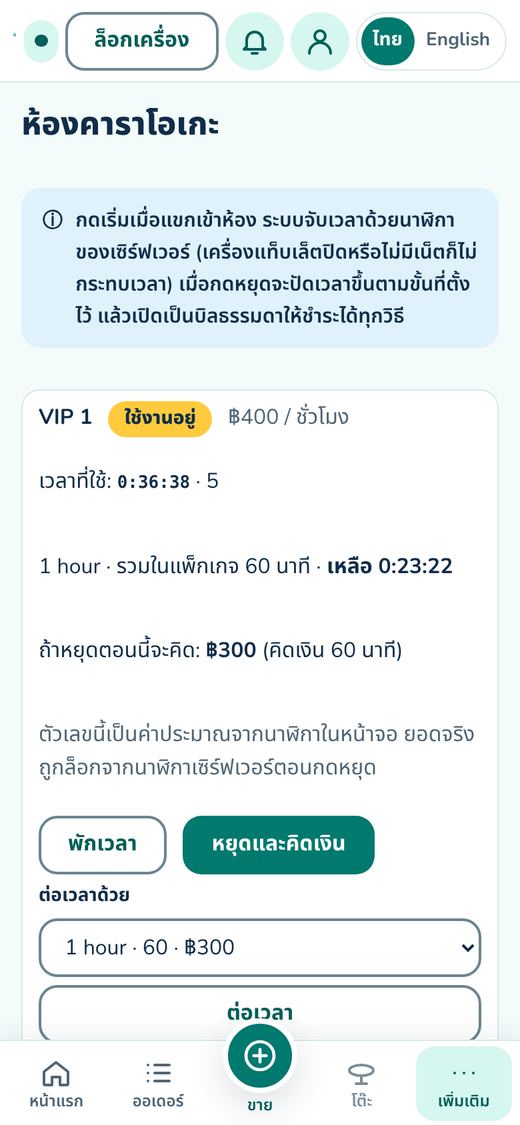 ล็อกเครื่อง
ไทย English
ห้องคาราโอเกะ
กดเริ่มเมื่อแขกเข้าห้อง ระบบจับเวลาด้วยนาฬิกา
ของเซิร์ฟเวอร์ (เครื่องแท็บเล็ตปิดหรือไม่มีเน็ตก็ไม่
กระทบเวลา) เมื่อกดหยุดจะปัดเวลาขึ้นตามขั้นที่ตั้ง
ไว้ แล้วเปิดเป็นบิลธรรมดาให้ชำระได้ทุกวิธี
VIP 1 ใช้งานอยู่ ฿400 / ชั่วโมง
เวลาที่ใช้: 0:36:38 · 5
1 hour · รวมในแพ็กเกจ 60 นาที · เหลือ 0:23:22
ถ้าหยุดตอนนี้จะคิด: ฿300 (คิดเงิน 60 นาที)
ตัวเลขนี้เป็นค่าประมาณจากนาฬิกาในหน้าจอ ยอดจริง
ถูกล็อกจากนาฬิกาเซิร์ฟเวอร์ตอนกดหยุด
พักเวลา หยุดและคิดเงิน
ต่อเวลาด้วย
1 hour · 60 · ฿300
ต่อเวลา
หน้าแรก ออเดอร์ ขาย โต๊ะ เพิ่มเติม